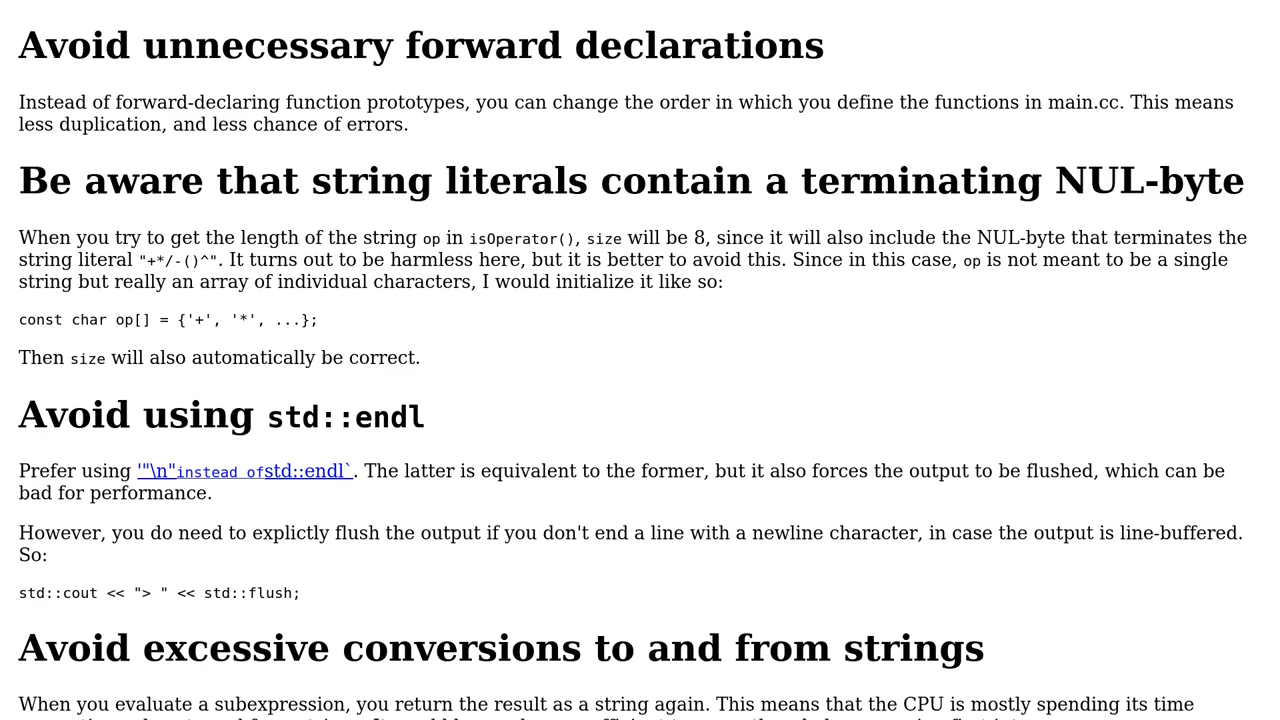 Avoid unnecessary forward declarations
Instead of forward-declaring function prototypes, you can change the order in which you define the functions in main.cc. This means
less duplication, and less chance of errors.
Be aware that string literals contain a terminating NUL-byte
When you try to get the length of the string op in isOperator(), size will be 8, since it will also include the NUL-byte that terminates the
string literal "+*/-()^". It turns out to be harmless here, but it is better to avoid this. Since in this case, op is not meant to be a single
string but really an array of individual characters, I would initialize it like so:
const char op[] = {'+', '*', ...};
Then size will also automatically be correct.
Avoid using std::endl
Prefer using '"\n"instead ofstd::endl`. The latter is equivalent to the former, but it also forces the output to be flushed, which can be
bad for performance.
However, you do need to explictly flush the output if you don't end a line with a newline character, in case the output is line-buffered.
So:
std::cout << "> " << std::flush;
Avoid excessive conversions to and from strings
When you evaluate a subexpression, you return the result as a string again. This means that the CPU is mostly spending its time